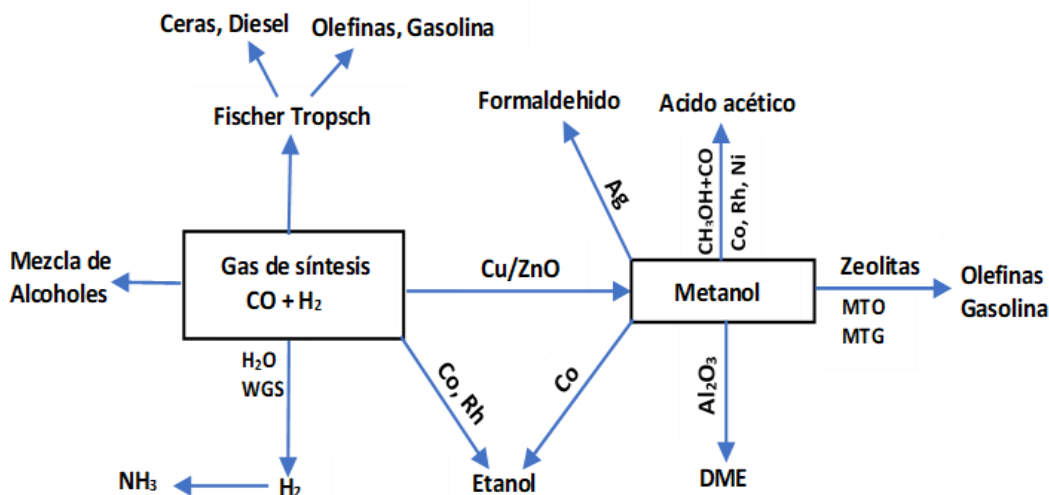 Ceras, Diesel
Olefinas, Gasolina
Fischer Tropsch
Formaldehido
Acido acético
Ag
CH₃OH+CO
Co, Rh, Ni
Mezcla de
Alcoholes
Gas de síntesis
CO + H₂
Cu/ZnO
Metanol
Zeolitas
MTO
MTG
Olefinas
Gasolina
H₂O
WGS
Co, Rh
Co
Al₂O₃
NH₃
H₂
Etanol
DME